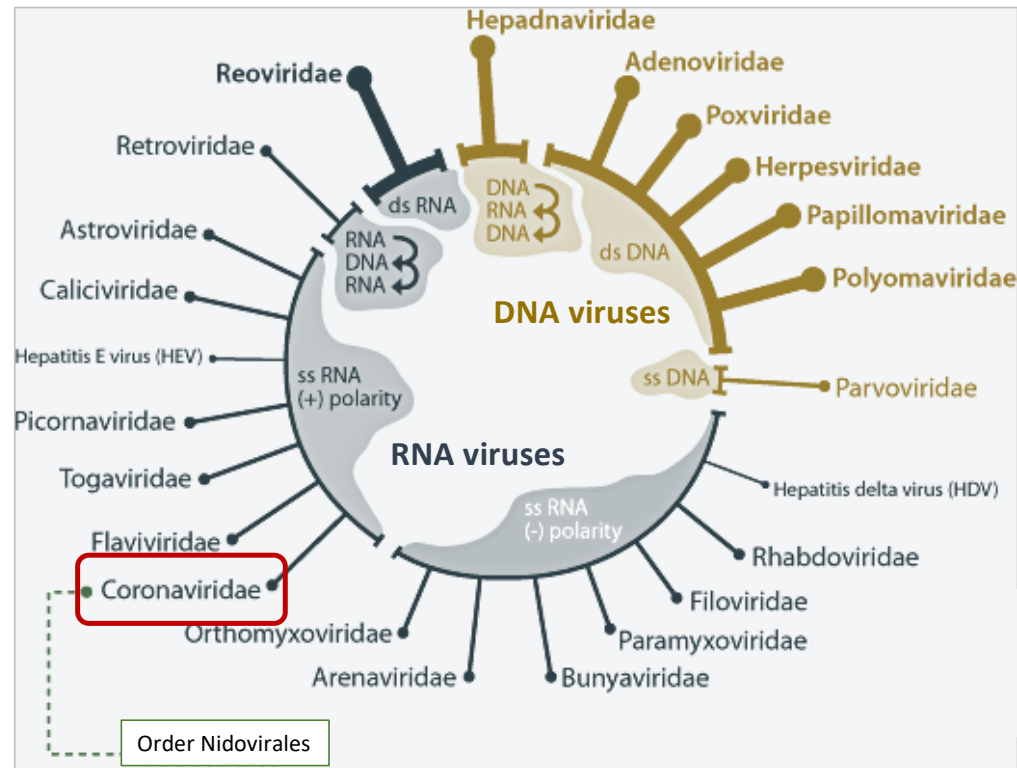 Hepadnaviridae
Adenoviridae
Reoviridae
Poxviridae
Retroviridae
Herpesviridae
ds RNA
DNA
RNA
DNA
Papillomaviridae
Astroviridae
RNA
DNA
RNA
ds DNA
Polyomaviridae
Caliciviridae
DNA viruses
Hepatitis E virus (HEV)
ss RNA
(+) polarity
ss DNA
Parvoviridae
Picornaviridae
RNA viruses
Togaviridae
Hepatitis delta virus (HDV)
ss RNA
(-) polarity
Flaviviridae
Rhabdoviridae
Coronaviridae
Filoviridae
Orthomyxoviridae
Paramyxoviridae
Arenaviridae
Bunyaviridae
Order Nidovirales